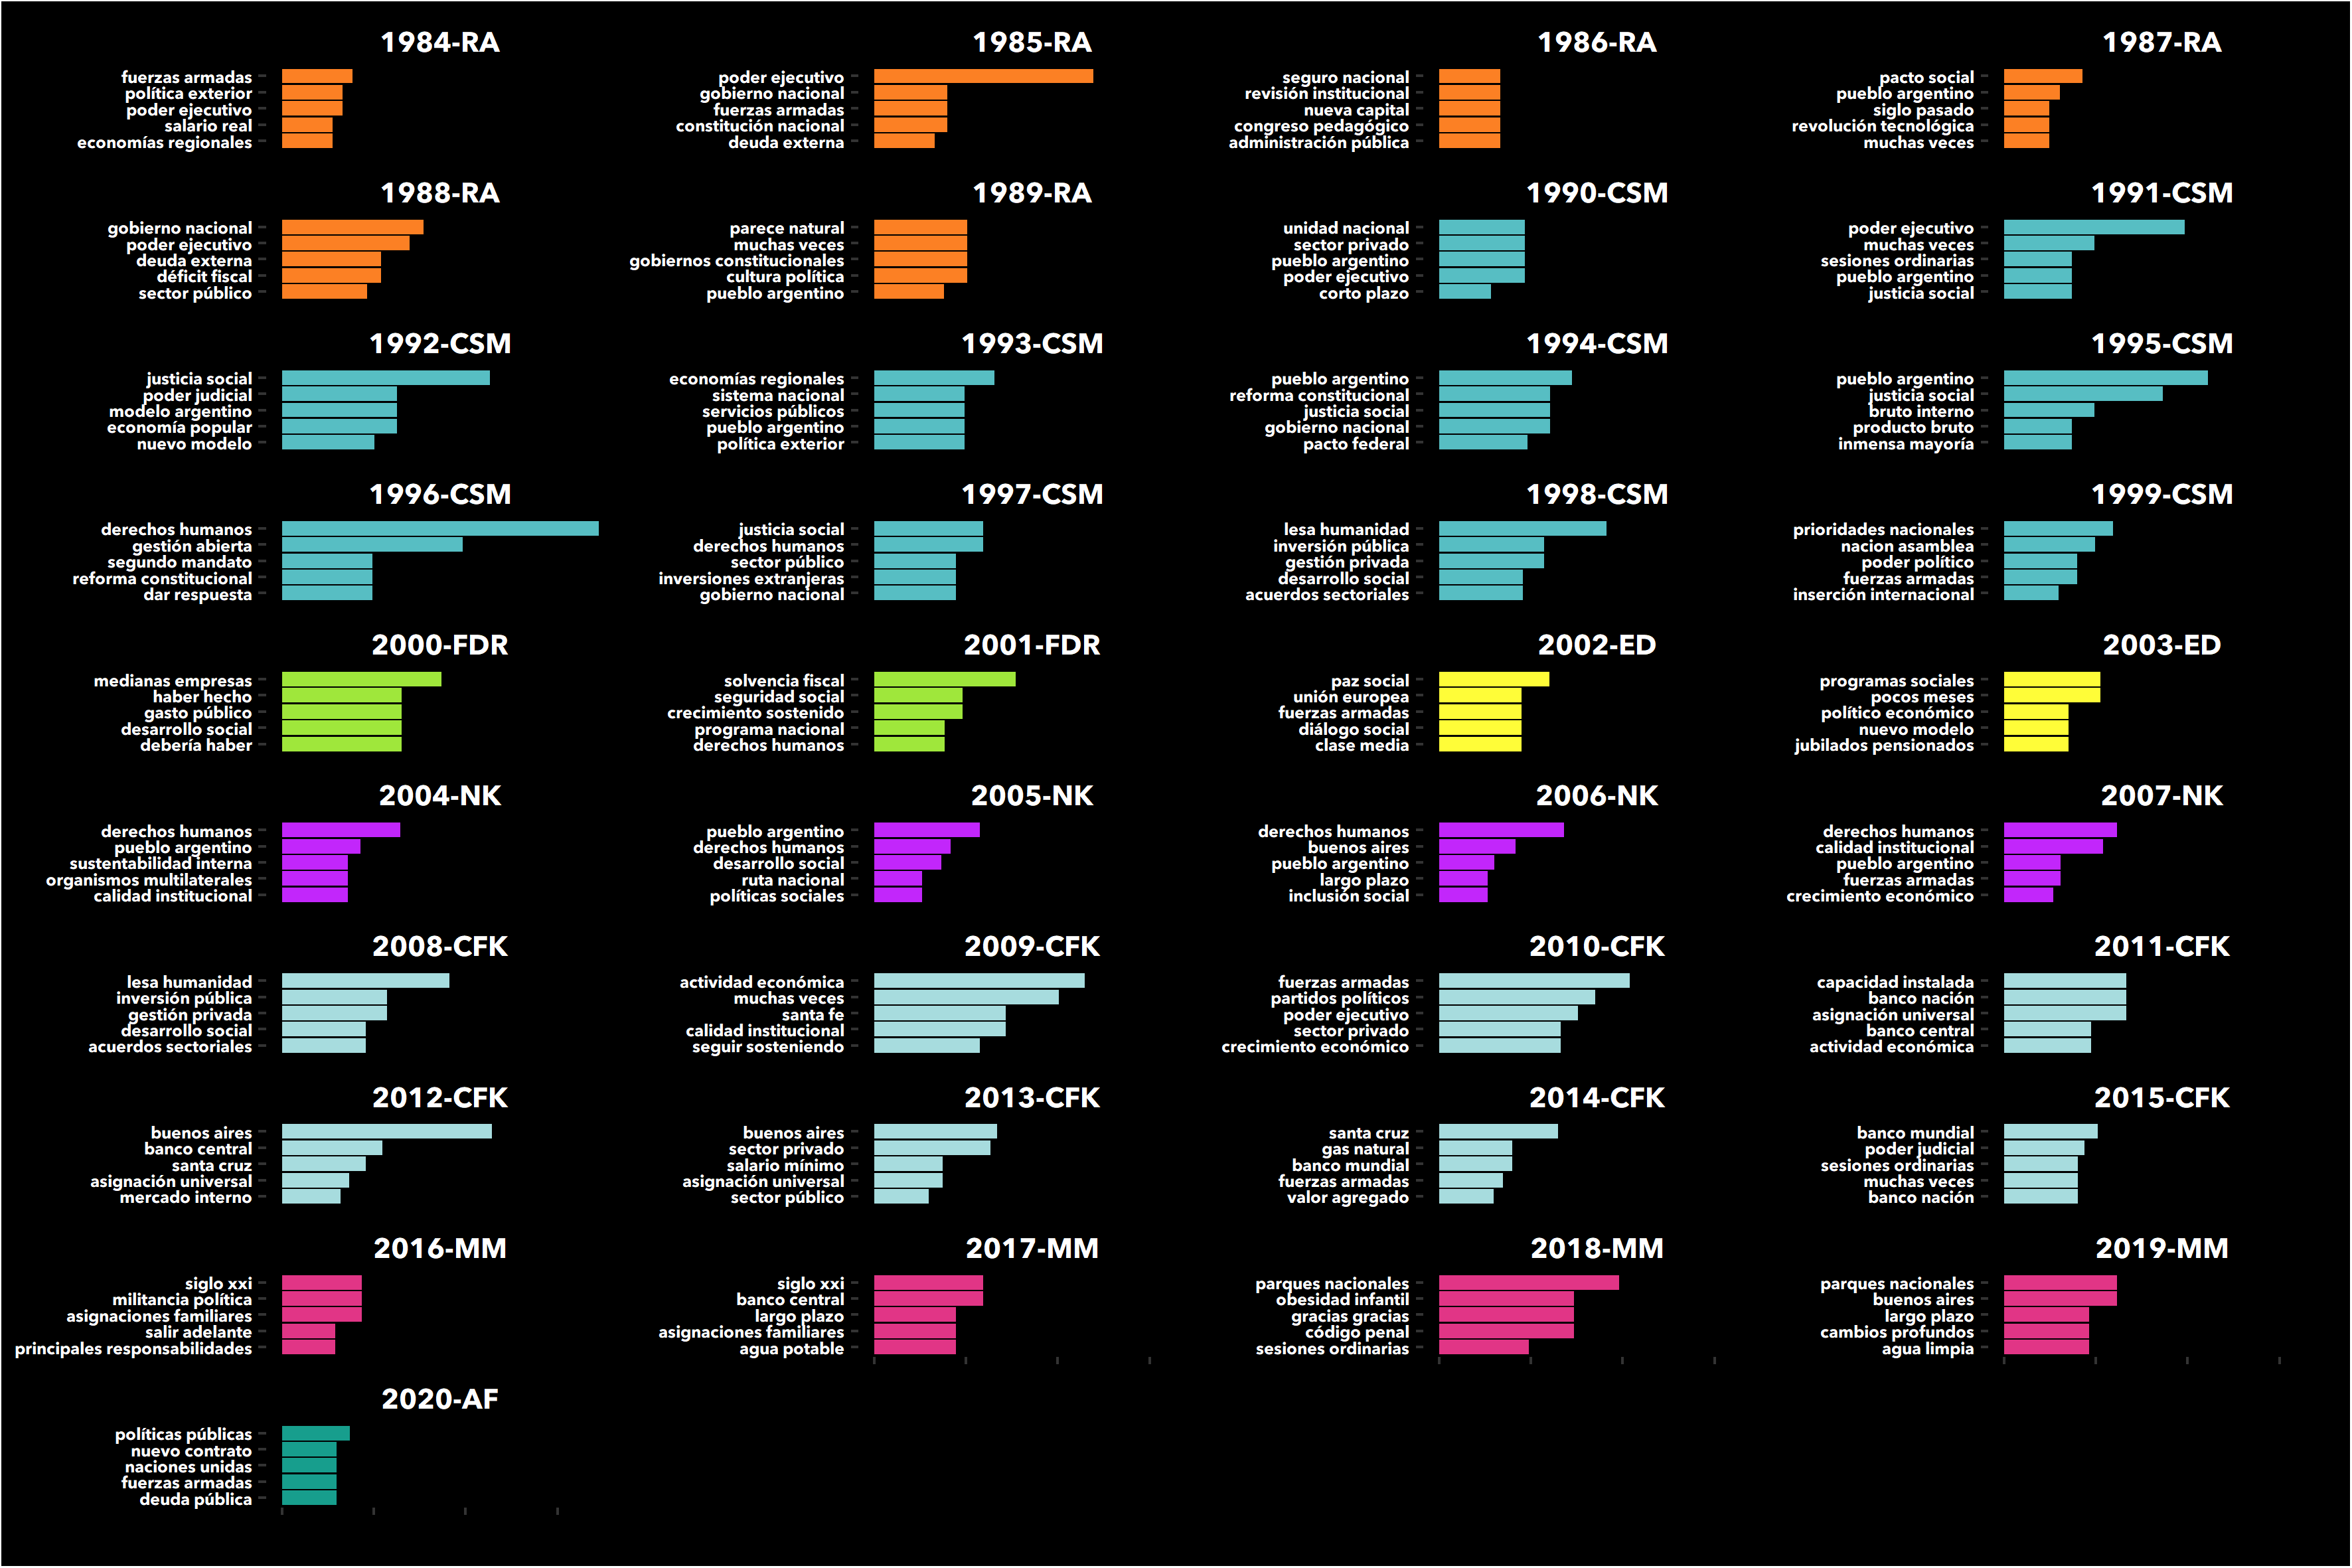 1984-RA
fuerzas armadas
política exterior
poder ejecutivo
salario real
economías regionales
1985-RA
poder ejecutivo
gobierno nacional
fuerzas armadas
constitución nacional
deuda externa
1986-RA
seguro nacional
revisión institucional
nueva capital
congreso pedagógico
administración pública
1987-RA
pacto social
pueblo argentino
siglo pasado
revolución tecnológica
muchas veces
1988-RA
gobierno nacional
poder ejecutivo
deuda externa
déficit fiscal
sector público
1989-RA
parece natural
muchas veces
gobiernos constitucionales
cultura política
pueblo argentino
1990-CSM
unidad nacional
sector privado
pueblo argentino
poder ejecutivo
corto plazo
1991-CSM
poder ejecutivo
muchas veces
sesiones ordinarias
pueblo argentino
justicia social
1992-CSM
justicia social
poder judicial
modelo argentino
economía popular
nuevo modelo
1993-CSM
economías regionales
sistema nacional
servicios públicos
pueblo argentino
política exterior
1994-CSM
pueblo argentino
reforma constitucional
justicia social
gobierno nacional
pacto federal
1995-CSM
pueblo argentino
justicia social
bruto interno
producto bruto
inmensa mayoría
1996-CSM
derechos humanos
gestión abierta
segundo mandato
reforma constitucional
dar respuesta
1997-CSM
justicia social
derechos humanos
sector público
inversiones extranjeras
gobierno nacional
1998-CSM
lesa humanidad
inversión pública
gestión privada
desarrollo social
acuerdos sectoriales
1999-CSM
prioridades nacionales
nacion asamblea
poder político
fuerzas armadas
inserción internacional
2000-FDR
medianas empresas
haber hecho
gasto público
desarrollo social
debería haber
2001-FDR
solvencia fiscal
seguridad social
crecimiento sostenido
programa nacional
derechos humanos
2002-ED
paz social
unión europea
fuerzas armadas
diálogo social
clase media
2003-ED
programas sociales
pocos meses
político económico
nuevo modelo
jubilados pensionados
2004-NK
derechos humanos
pueblo argentino
sustentabilidad interna
organismos multilaterales
calidad institucional
2005-NK
pueblo argentino
derechos humanos
desarrollo social
ruta nacional
políticas sociales
2006-NK
derechos humanos
buenos aires
pueblo argentino
largo plazo
inclusión social
2007-NK
derechos humanos
calidad institucional
pueblo argentino
fuerzas armadas
crecimiento económico
2008-CFK
lesa humanidad
inversión pública
gestión privada
desarrollo social
acuerdos sectoriales
2009-CFK
actividad económica
muchas veces
santa fe
calidad institucional
seguir sosteniendo
2010-CFK
fuerzas armadas
partidos políticos
poder ejecutivo
sector privado
crecimiento económico
2011-CFK
capacidad instalada
banco nación
asignación universal
banco central
actividad económica
2012-CFK
buenos aires
banco central
santa cruz
asignación universal
mercado interno
2013-CFK
buenos aires
sector privado
salario mínimo
asignación universal
sector público
2014-CFK
santa cruz
gas natural
banco mundial
fuerzas armadas
valor agregado
2015-CFK
banco mundial
poder judicial
sesiones ordinarias
muchas veces
banco nación
2016-MM
siglo xxi
militancia política
asignaciones familiares
salir adelante
principales responsabilidades
2017-MM
siglo xxi
banco central
largo plazo
asignaciones familiares
agua potable
2018-MM
parques nacionales
obesidad infantil
gracias gracias
código penal
sesiones ordinarias
2019-MM
parques nacionales
buenos aires
largo plazo
cambios profundos
agua limpia
2020-AF
políticas públicas
nuevo contrato
naciones unidas
fuerzas armadas
deuda pública